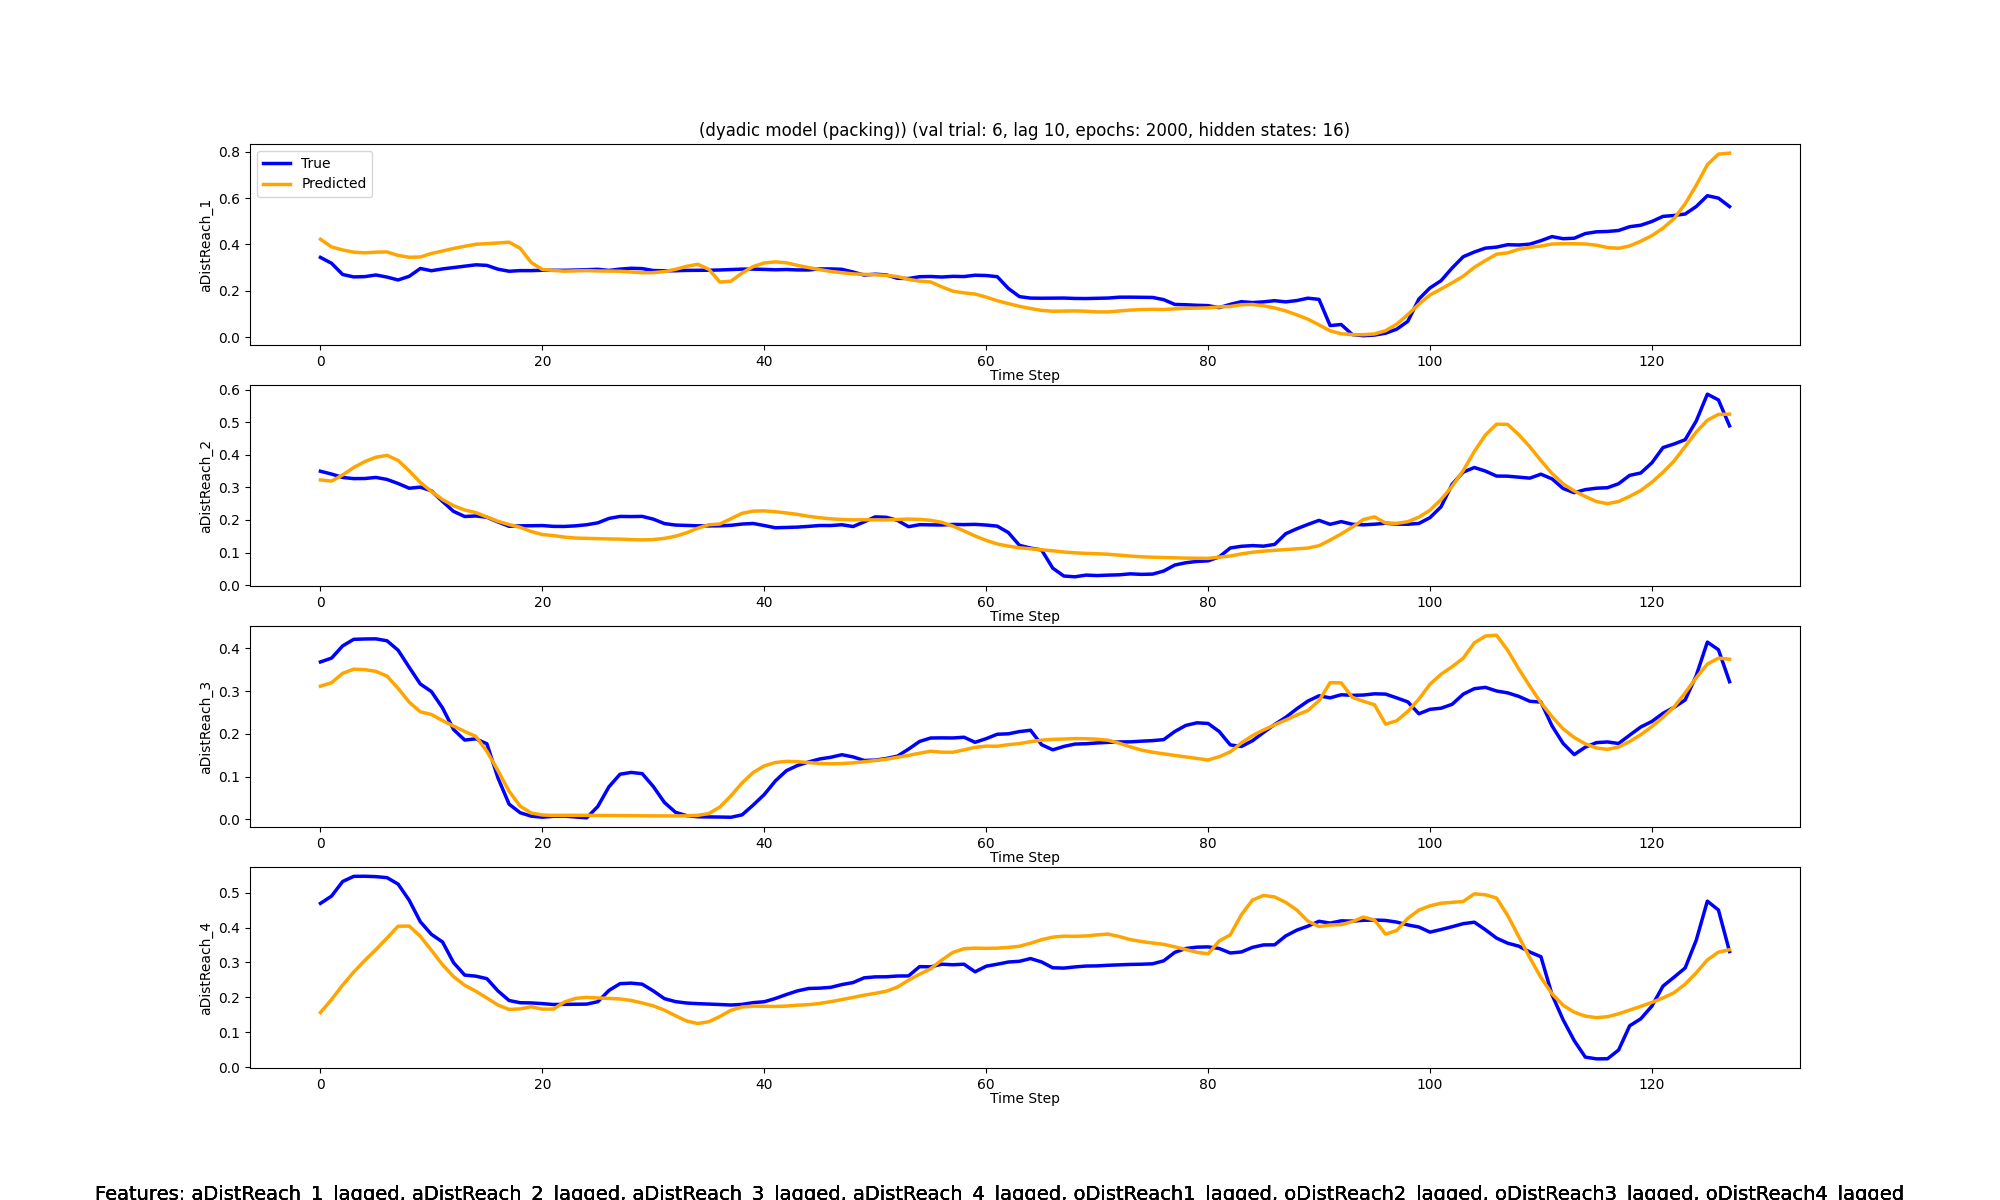 (dyadic model (packing)) (val trial: 6, lag 10, epochs: 2000, hidden states: 16)
True
Predicted
aDistReach_1
0.8
0.6
0.4
0.2
0.0
0 20 40 60 80 100 120
Time Step
aDistReach_2
0.6
0.5
0.4
0.3
0.2
0.1
0.0
0 20 40 60 80 100 120
Time Step
aDistReach_3
0.4
0.3
0.2
0.1
0.0
0 20 40 60 80 100 120
Time Step
aDistReach_4
0.5
0.4
0.3
0.2
0.1
0.0
0 20 40 60 80 100 120
Time Step
Features: aDistReach_1_lagged, aDistReach_2_lagged, aDistReach_3_lagged, aDistReach_4_lagged, oDistReach1_lagged, oDistReach2_lagged, oDistReach3_lagged, oDistReach4_lagged